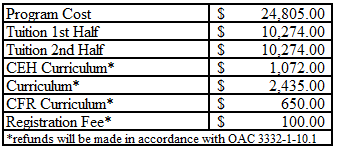 Program Cost $ 24,805.00
Tuition 1st Half $ 10,274.00
Tuition 2nd Half $ 10,274.00
CEH Curriculum* $ 1,072.00
Curriculum* $ 2,435.00
CFR Curriculum* $ 650.00
Registration Fee* $ 100.00
*refunds will be made in accordance with OAC 3332-1-10.1